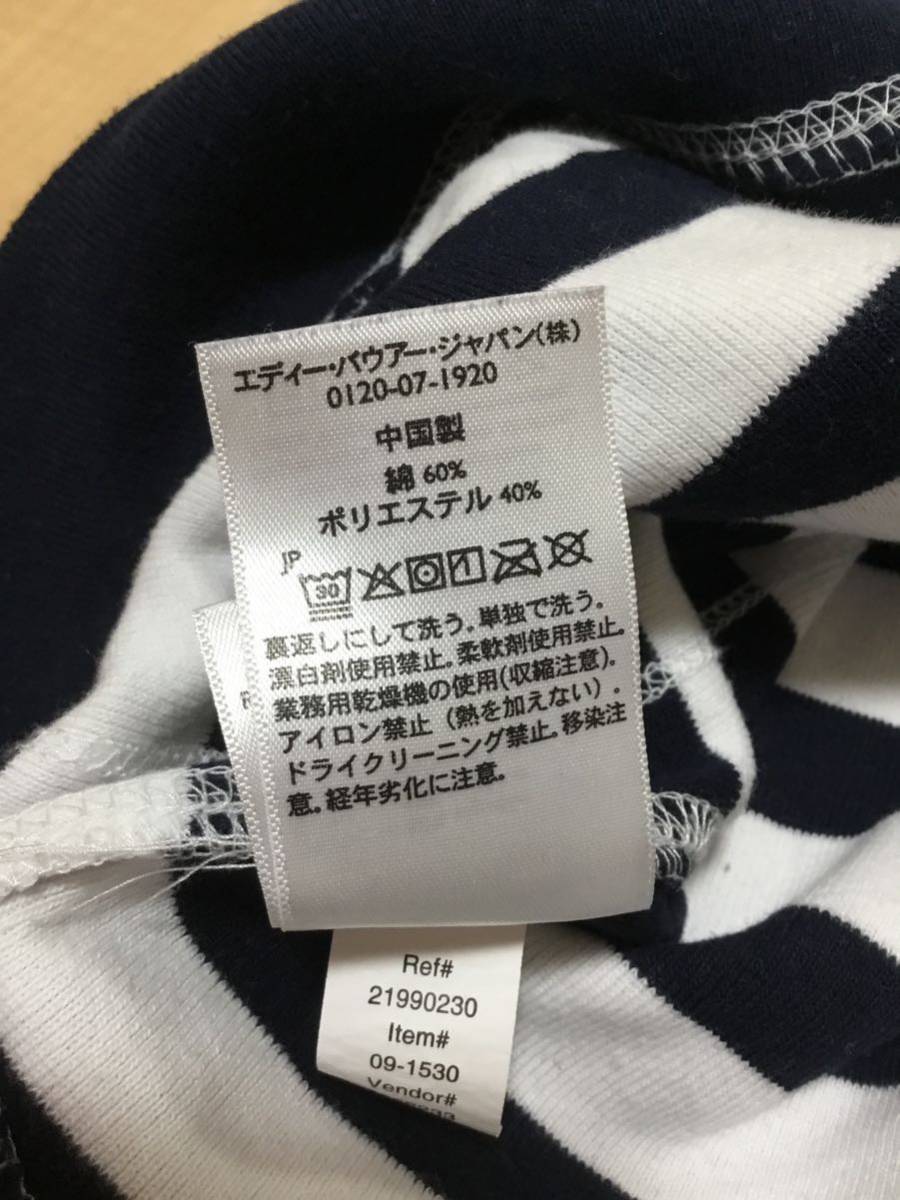 エディー・バウアー・ジャパン(株)
0120-07-1920
中国製
綿 60%
ポリエステル 40%
JP
30
裏返しにして洗う. 単独で洗う.
漂白剤使用禁止. 柔軟剤使用禁止.
業務用乾燥機の使用(収縮注意).
アイロン禁止（熱を加えない）.
ドライクリーニング禁止. 移染注
意。経年劣化に注意.
Ref#
21990230
Item#
09-1530
Vendor#